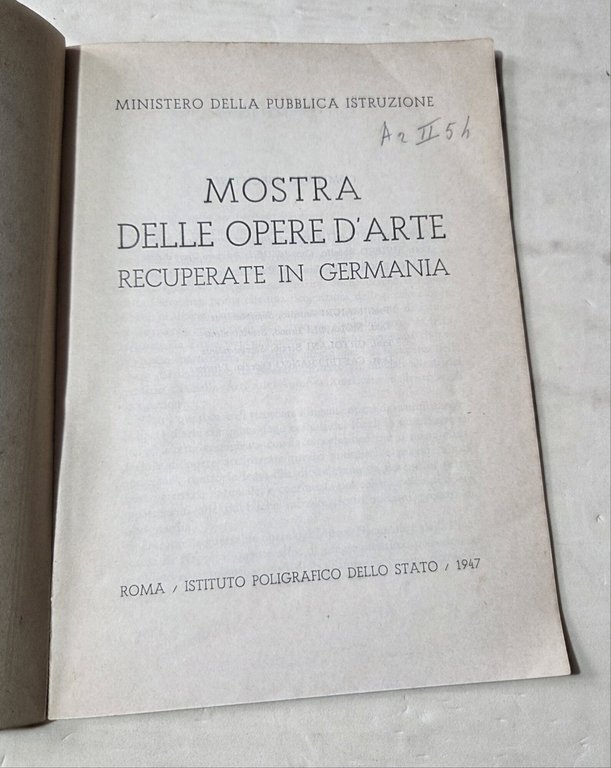 MINISTERO DELLA PUBBLICA ISTRUZIONE
A2 II 5h
MOSTRA
DELLE OPERE D'ARTE
RECUPERATE IN GERMANIA
ROMA / ISTITUTO POLIGRAFICO DELLO STATO / 1947